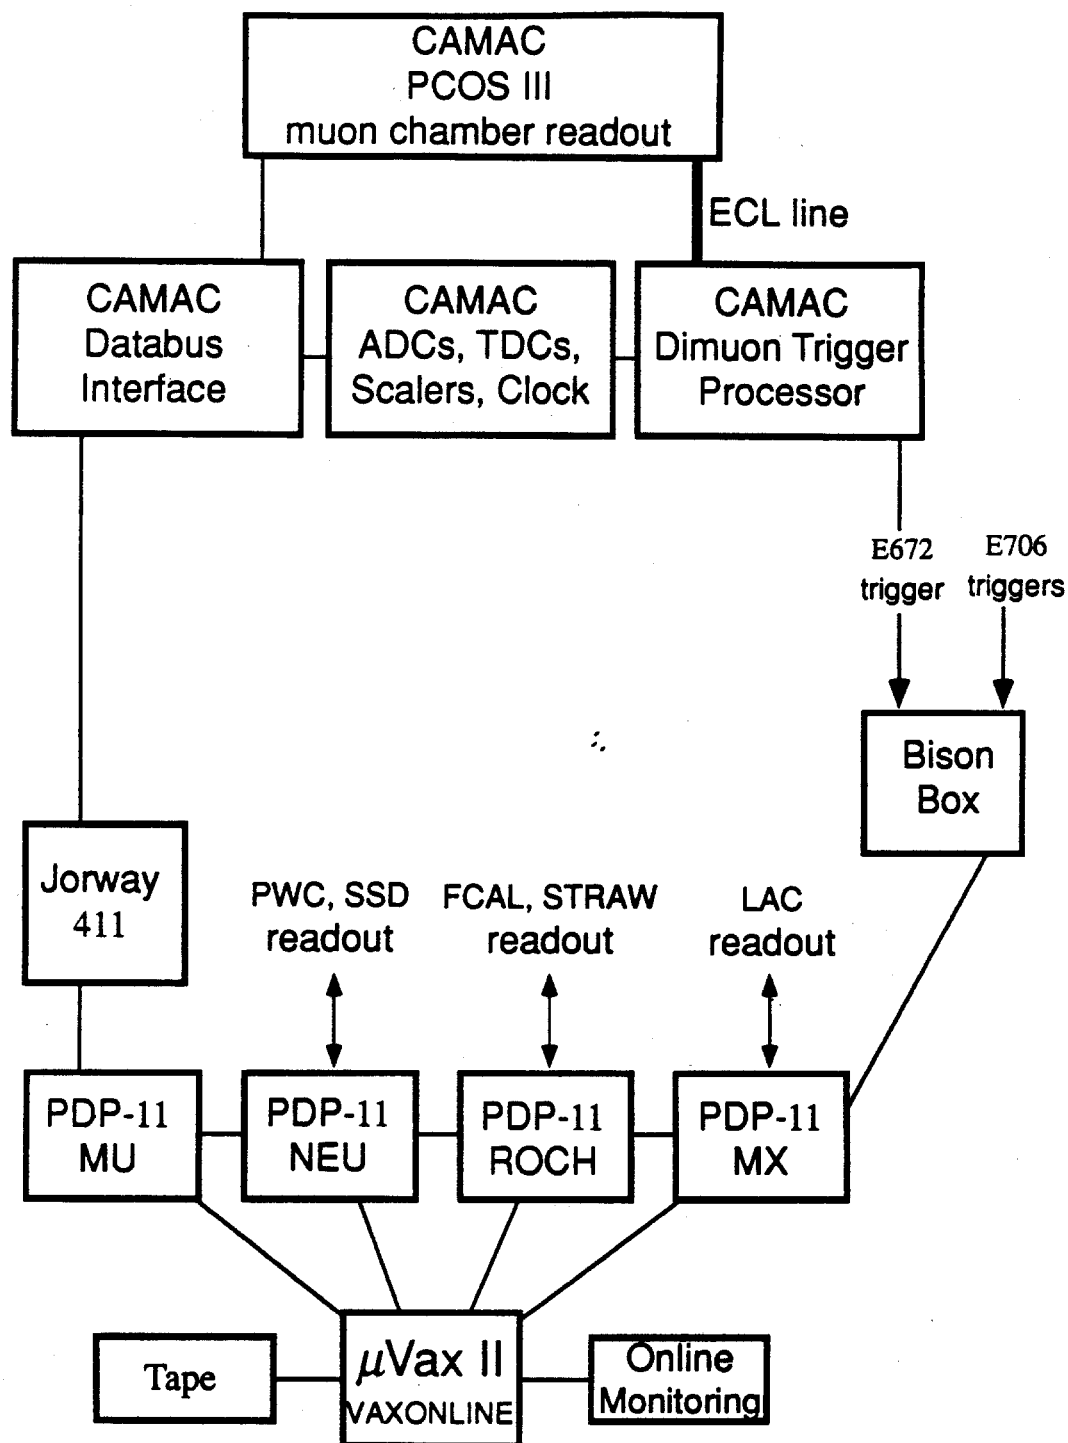 CAMAC
PCOS III
muon chamber readout
ECL line
CAMAC
Databus
Interface
CAMAC
ADCs, TDCs,
Scalers, Clock
CAMAC
Dimuon Trigger
Processor
E672
trigger
E706
triggers
Bison
Box
Jorway
411
PWC, SSD
readout
FCAL, STRAW
readout
LAC
readout
PDP-11
MU
PDP-11
NEU
PDP-11
ROCH
PDP-11
MX
Tape
μVax II
VAXONLINE
Online
Monitoring